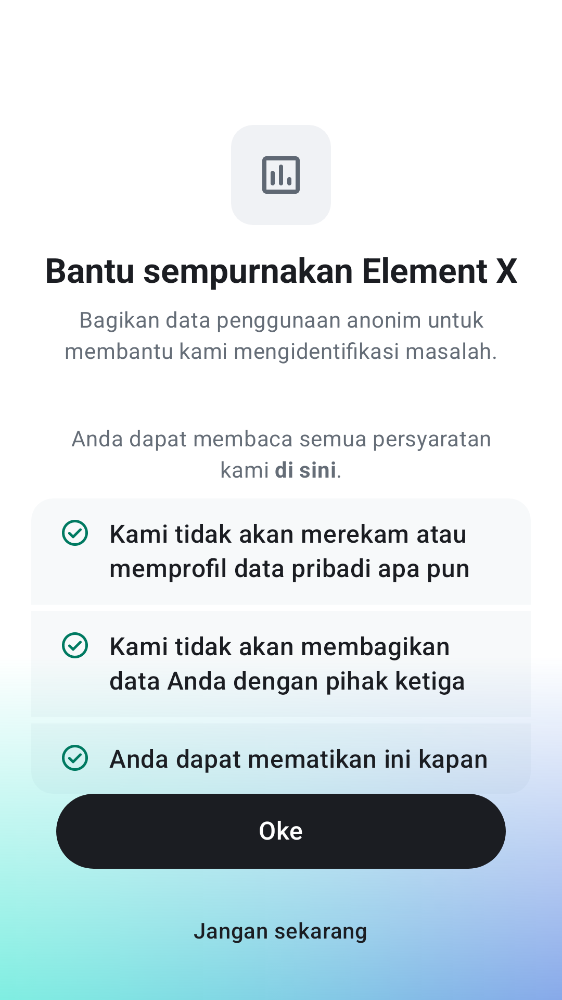 Bantu sempurnakan Element X
Bagikan data penggunaan anonim untuk
membantu kami mengidentifikasi masalah.
Anda dapat membaca semua persyaratan
kami di sini.
Kami tidak akan merekam atau
memprofil data pribadi apa pun
Kami tidak akan membagikan
data Anda dengan pihak ketiga
Anda dapat mematikan ini kapan
Oke
Jangan sekarang